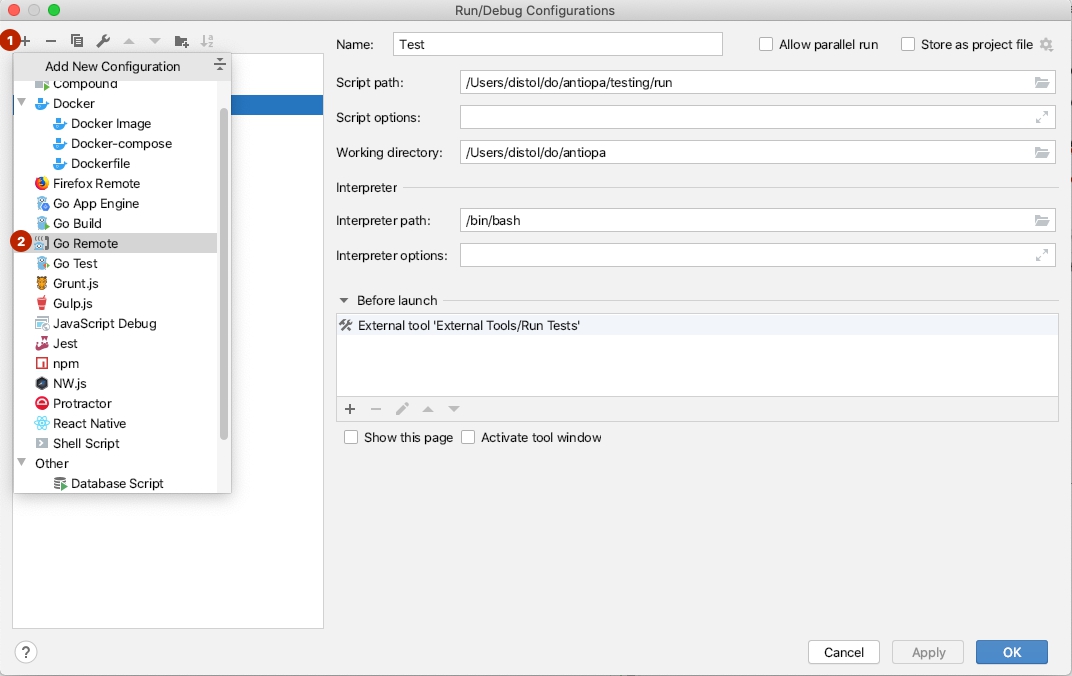 Run/Debug Configurations
1
Add New Configuration
Compound
Docker
Docker Image
Docker-compose
Dockerfile
Firefox Remote
Go App Engine
Go Build
2 Go Remote
Go Test
Grunt.js
Gulp.js
JavaScript Debug
Jest
npm
NW.js
Protractor
React Native
Shell Script
Other
Database Script
Name: Test Allow parallel run Store as project file
Script path: /Users/distol/do/antiopa/testing/run
Script options:
Working directory: /Users/distol/do/antiopa
Interpreter
Interpreter path: /bin/bash
Interpreter options:
Before launch
External tool 'External Tools/Run Tests'
Show this page Activate tool window
? Cancel Apply OK